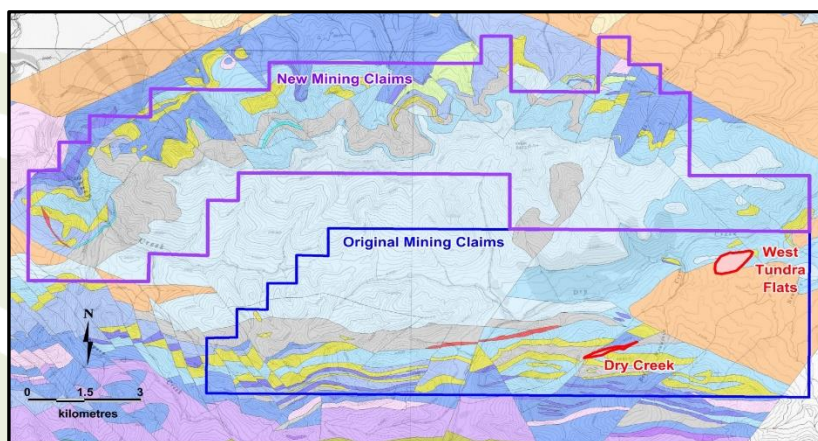 New Mining Claims
Original Mining Claims
West
Tundra
Flats
Dry Creek
N
0 1.5 3
kilometres